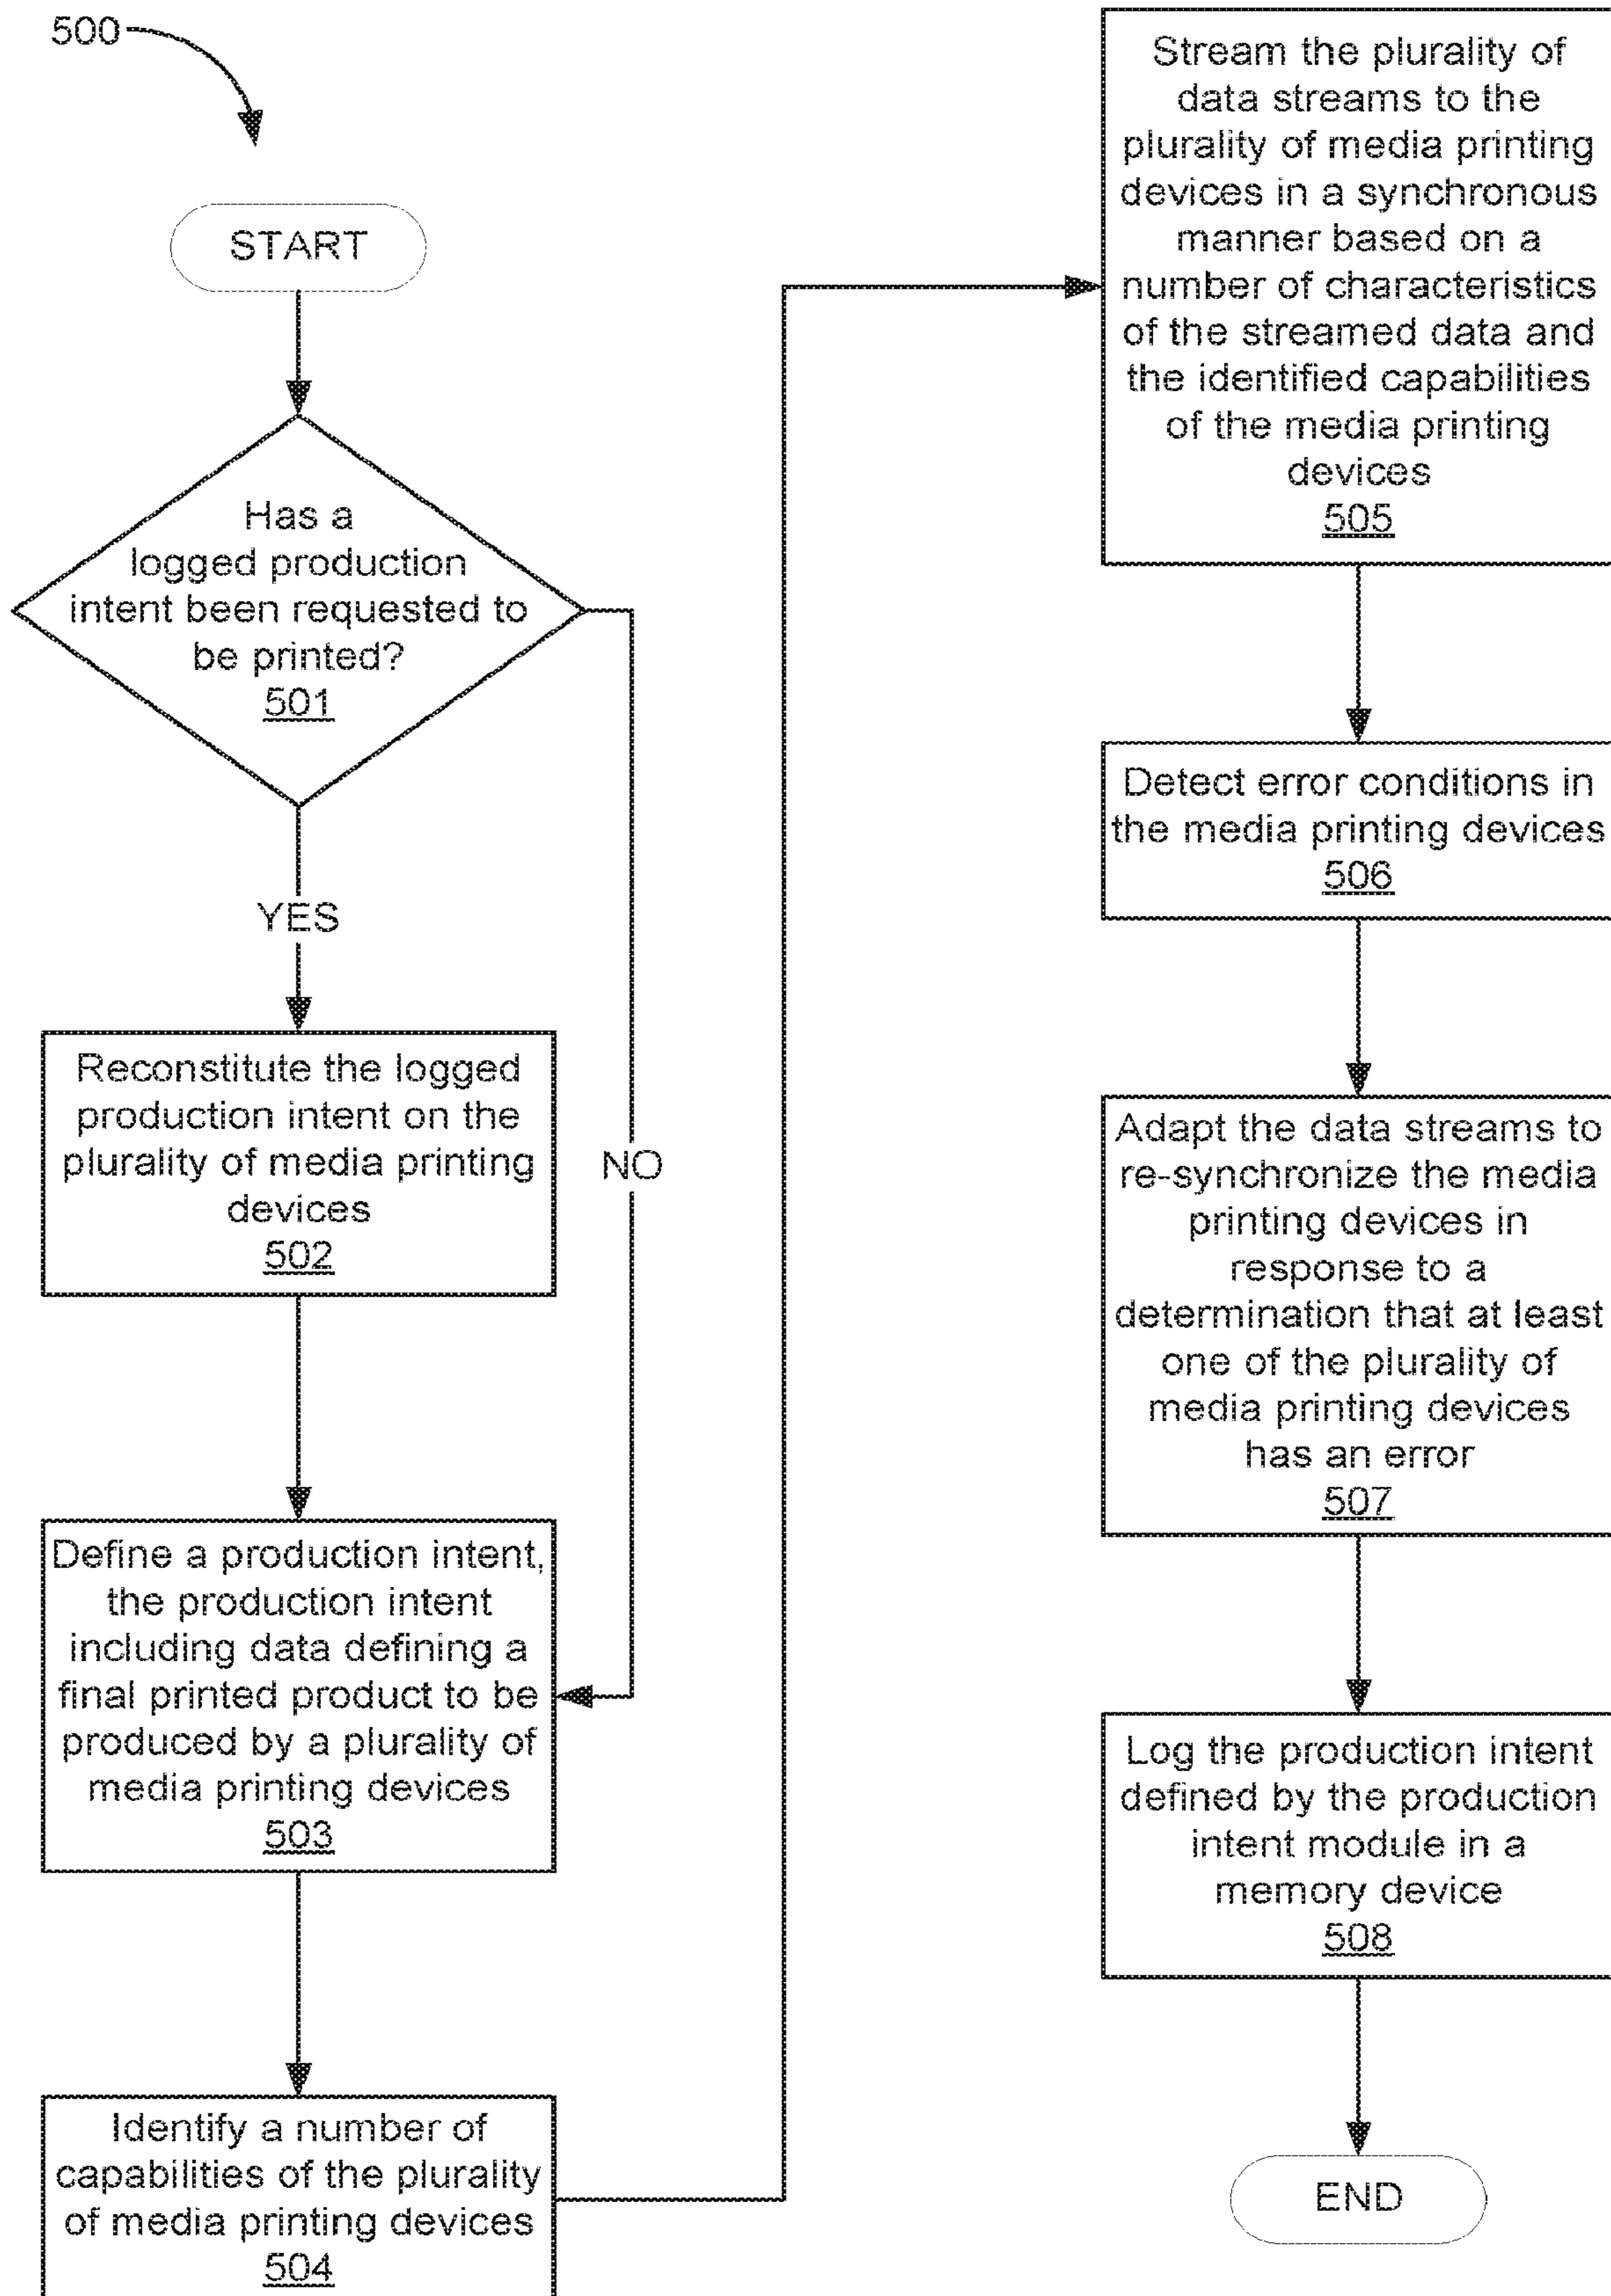 500
START
Has a
logged production
intent been requested to
be printed?
501
YES
NO
Reconstitute the logged
production intent on the
plurality of media printing
devices
502
Define a production intent,
the production intent
including data defining a
final printed product to be
produced by a plurality of
media printing devices
503
Identify a number of
capabilities of the plurality
of media printing devices
504
Stream the plurality of
data streams to the
plurality of media printing
devices in a synchronous
manner based on a
number of characteristics
of the streamed data and
the identified capabilities
of the media printing
devices
505
Detect error conditions in
the media printing devices
506
Adapt the data streams to
re-synchronize the media
printing devices in
response to a
determination that at least
one of the plurality of
media printing devices
has an error
507
Log the production intent
defined by the production
intent module in a
memory device
508
END